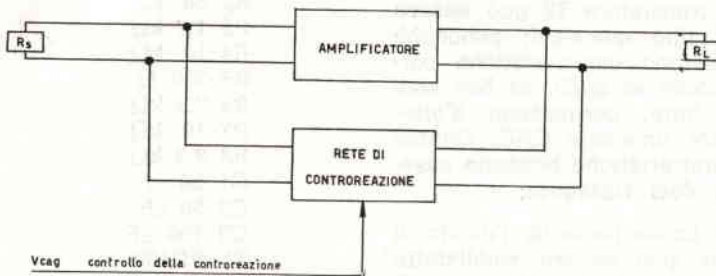 Rs
AMPLIFICATORE
RL
RETE DI
CONTROREAZIONE
Vcag controllo della controreazione